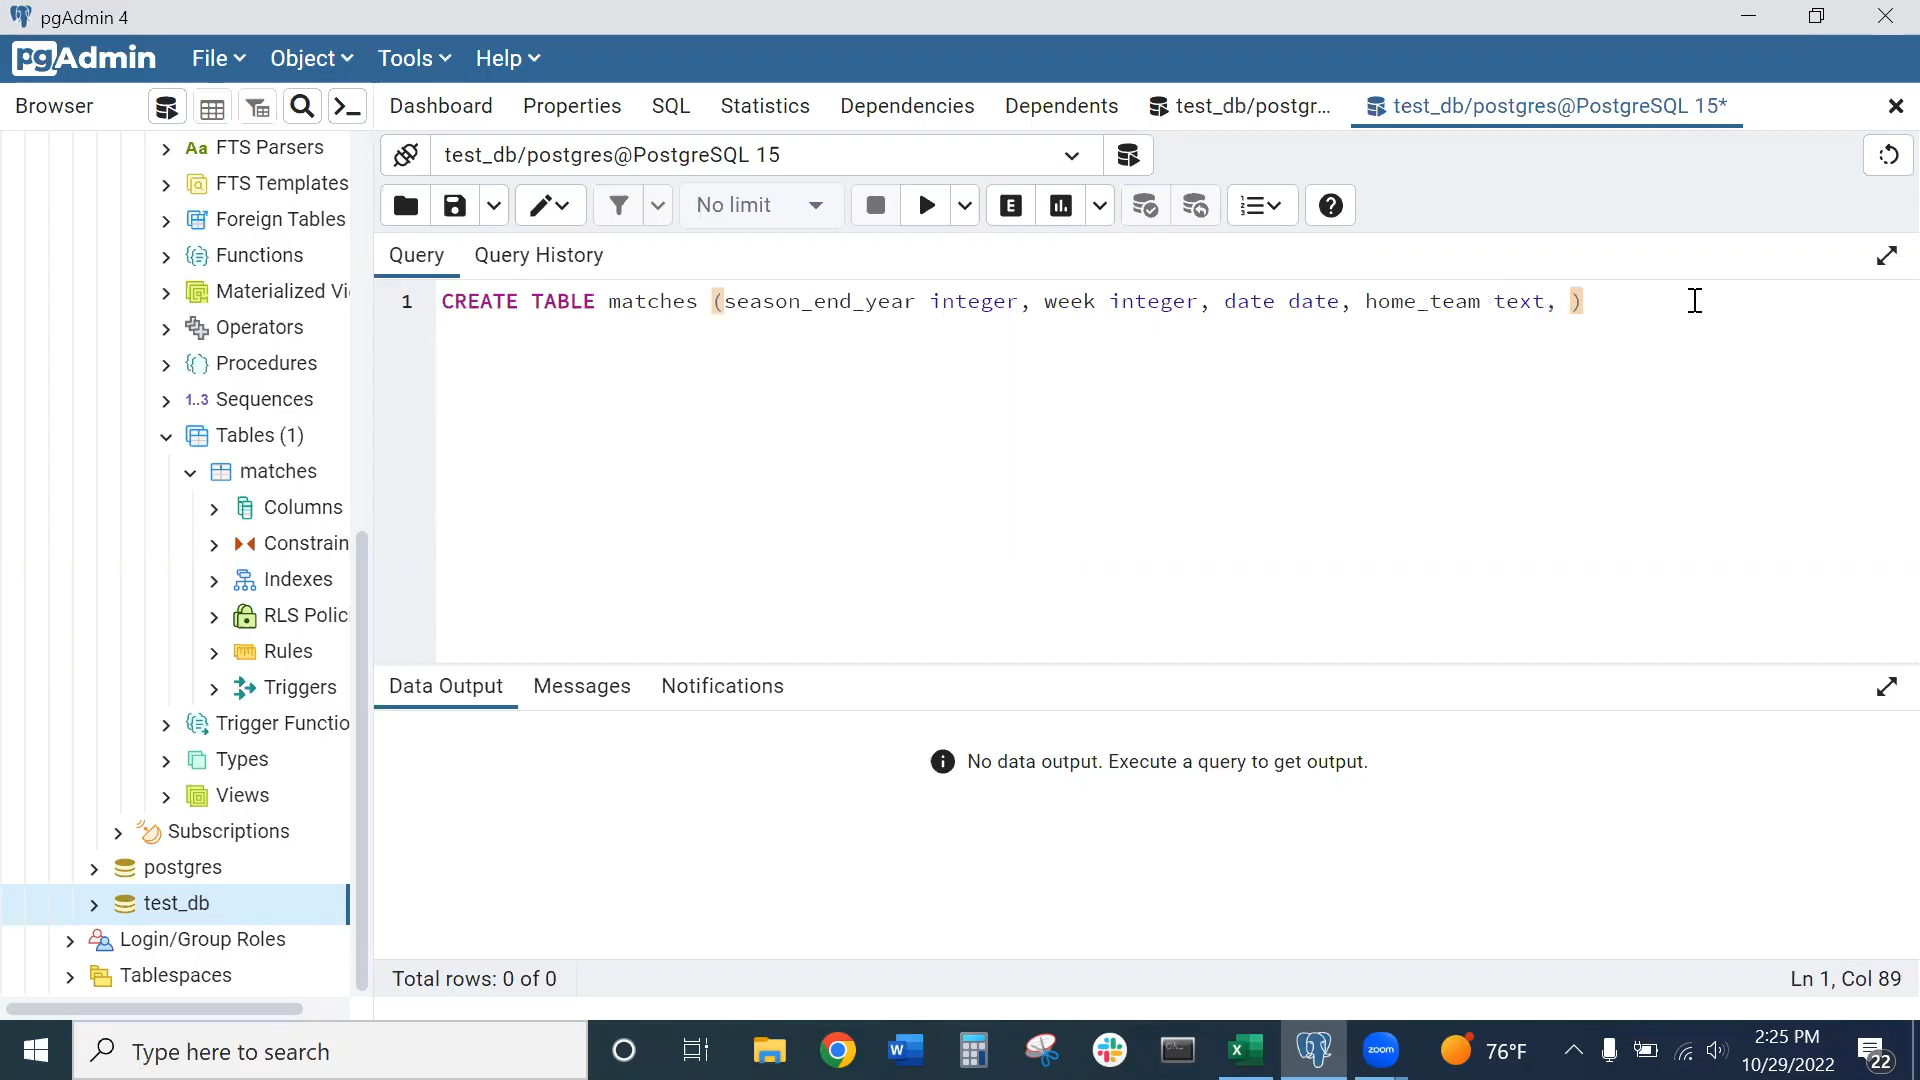 pgAdmin 4
pgAdmin File Object Tools Help
Browser Dashboard Properties SQL Statistics Dependencies Dependents test_db/postgr... test_db/postgres@PostgreSQL 15*
test_db/postgres@PostgreSQL 15
No limit
Query Query History
1 CREATE TABLE matches (season_end_year integer, week integer, date date, home_team text, )
Aa FTS Parsers
FTS Templates
Foreign Tables
Functions
Materialized Vi
Operators
Procedures
1..3 Sequences
Tables (1)
matches
Columns
Constrain
Indexes
RLS Polic
Rules
Triggers
Trigger Functio
Types
Views
Subscriptions
postgres
test_db
Login/Group Roles
Tablespaces
Data Output Messages Notifications
No data output. Execute a query to get output.
Total rows: 0 of 0
Ln 1, Col 89
Type here to search
zoom
76°F
2:25 PM
10/29/2022
22